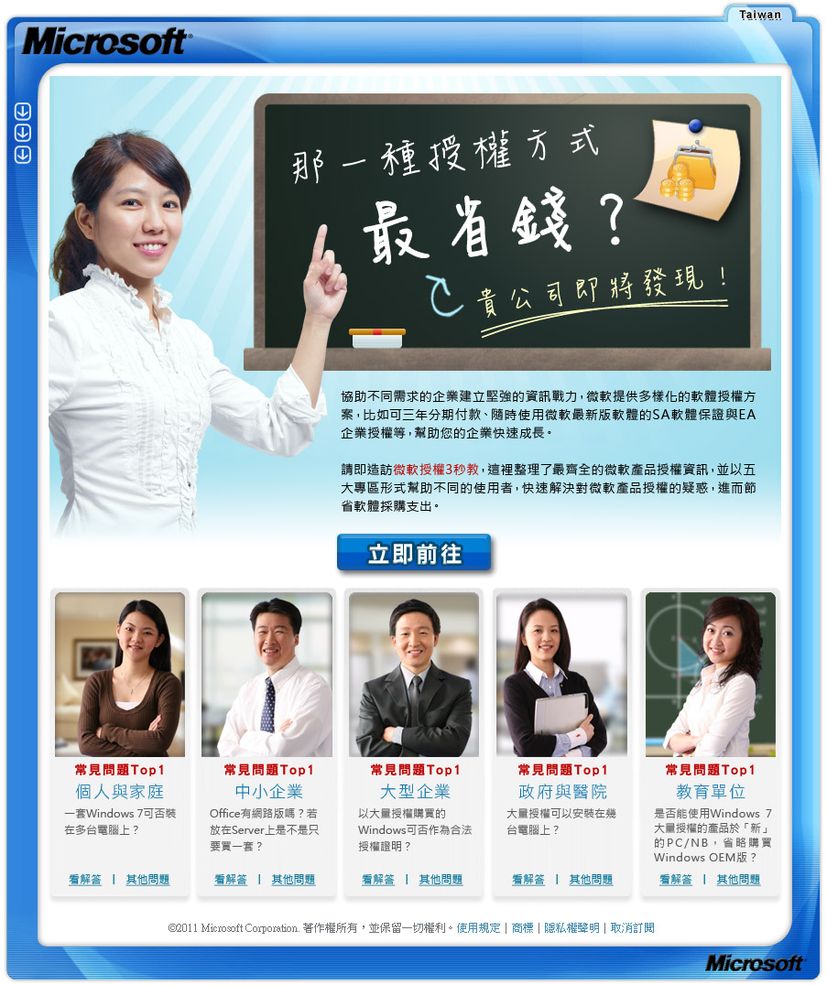 Taiwan
Microsoft®
那一種授權方式
最省錢？
貴公司即將發現！
協助不同需求的企業建立堅強的資訊戰力，微軟提供多樣化的軟體授權方
案，比如可三年分期付款、隨時使用微軟最新版軟體的SA軟體保證與EA
企業授權等，幫助您的企業快速成長。
請即造訪微軟授權3秒教，這裡整理了最齊全的微軟產品授權資訊，並以五
大專區形式幫助不同的使用者，快速解決對微軟產品授權的疑惑，進而節
省軟體採購支出。
立即前往
常見問題Top1
個人與家庭
一套Windows 7可否裝
在多台電腦上？
看解答 | 其他問題
常見問題Top1
中小企業
Office有網路版嗎？若
放在Server上是不是只
要買一套？
看解答 | 其他問題
常見問題Top1
大型企業
以大量授權購買的
Windows可否作為合法
授權證明？
看解答 | 其他問題
常見問題Top1
政府與醫院
大量授權可以安裝在幾
台電腦上？
看解答 | 其他問題
常見問題Top1
教育單位
是否能使用Windows 7
大量授權的產品於「新」
的PC/NB，省略購買
Windows OEM版？
看解答 | 其他問題
©2011 Microsoft Corporation. 著作權所有，並保留一切權利。使用規定 | 商標 | 隱私權聲明 | 取消訂閱
Microsoft